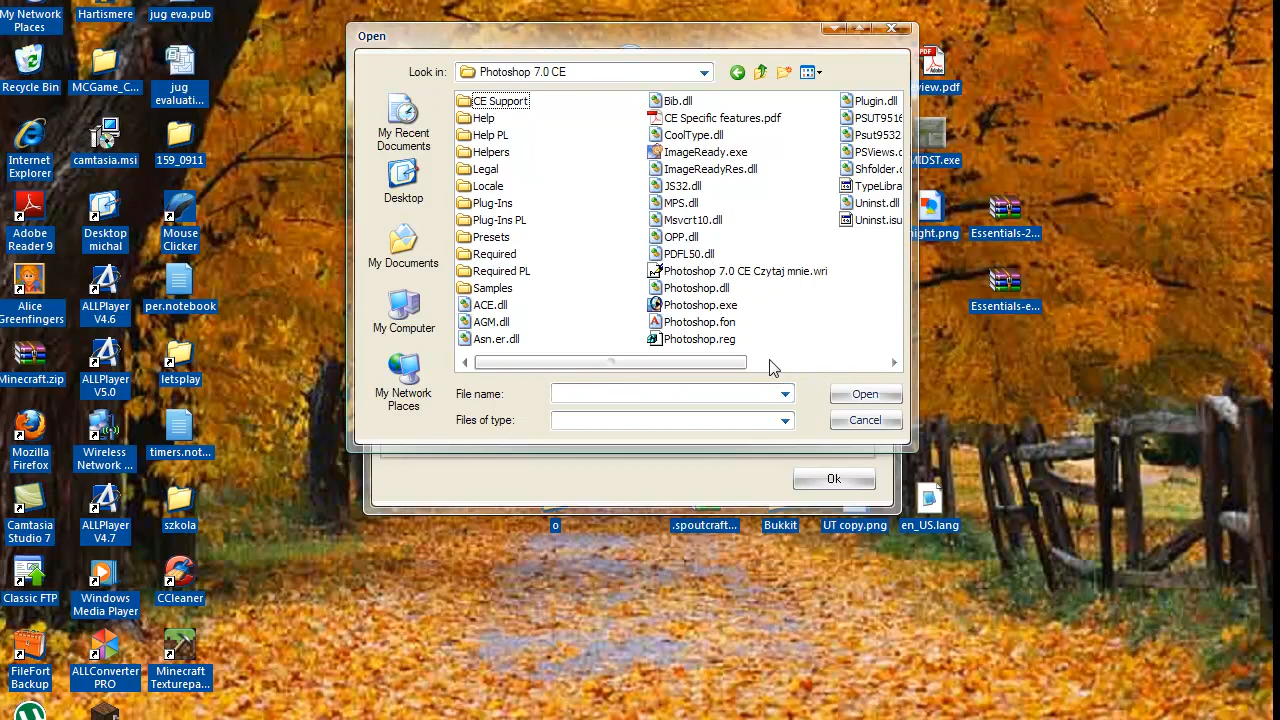 My Network
Places
Hartismere
jug eva.pub
Recycle Bin
MCGame_C...
jug
evaluati...
Internet
Explorer
camtasia.msi
159_0911
Adobe
Reader 9
Desktop
michal
Mouse
Clicker
Alice
Greenfingers
ALLPlayer
V4.6
per.notebook
Minecraft.zip
ALLPlayer
V5.0
letsplay
Mozilla
Firefox
Wireless
Network ...
timers.not...
Camtasia
Studio 7
ALLPlayer
V4.7
szkola
Classic FTP
Windows
Media Player
CCleaner
FileFort
Backup
ALLConverter
PRO
Minecraft
Texturepa...
Open
Look in:
Photoshop 7.0 CE
My Recent
Documents
Desktop
My Documents
My Computer
My Network
Places
CE Support
Help
Help PL
Helpers
Legal
Locale
Plug-Ins
Plug-Ins PL
Presets
Required
Required PL
Samples
ACE.dll
AGM.dll
Asn.er.dll
Bib.dll
CE Specific features.pdf
CoolType.dll
ImageReady.exe
ImageReadyRes.dll
JS32.dll
MPS.dll
Msvcrt10.dll
OPP.dll
PDFL50.dll
Photoshop 7.0 CE Czytaj mnie.wri
Photoshop.dll
Photoshop.exe
Photoshop.fon
Photoshop.reg
Plugin.dll
PSUT9516
Psut9532
PSViews.
Shfolder.
TypeLibra
Uninst.dll
Uninst.isu
File name:
Open
Files of type:
Cancel
Ok
view.pdf
MIDST.exe
night.png
Essentials-2...
Essentials-e...
o
.spoutcraft...
Bukkit
UT copy.png
en_US.lang